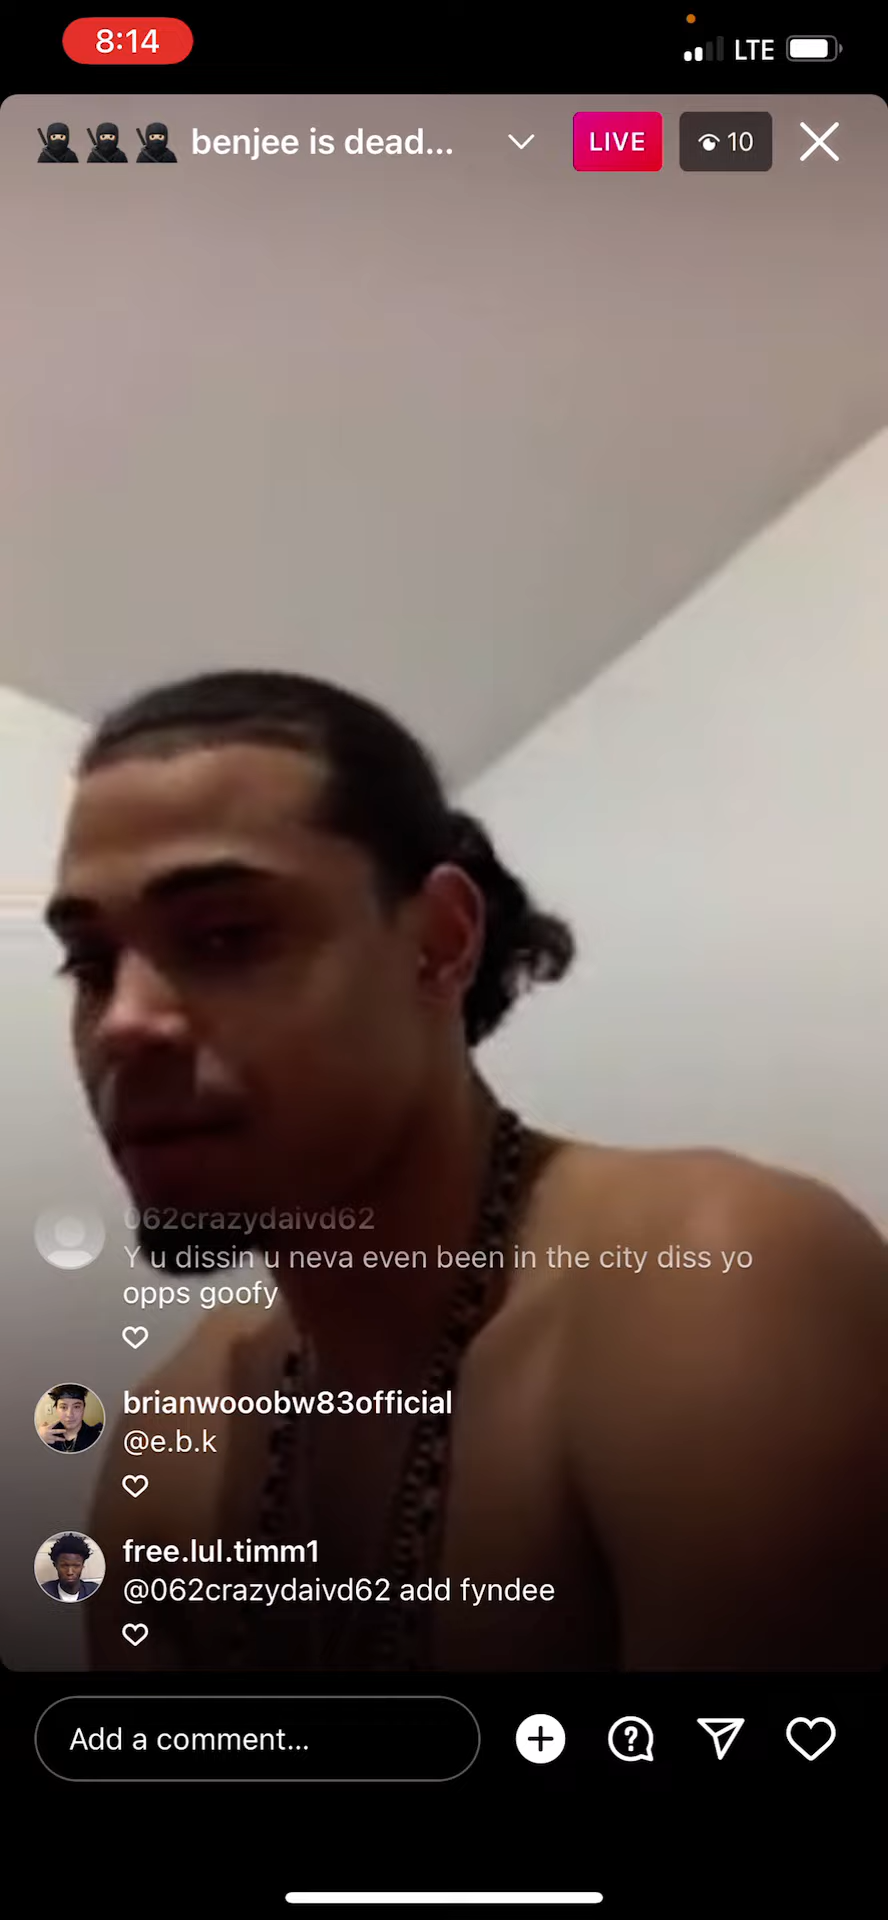 8:14
LTE
benjee is dead...
LIVE
10
062crazydaivd62
Y u dissin u neva even been in the city diss yo
opps goofy
brianwooobw83official
@e.b.k
free.lul.timm1
@062crazydaivd62 add fyndee
Add a comment...